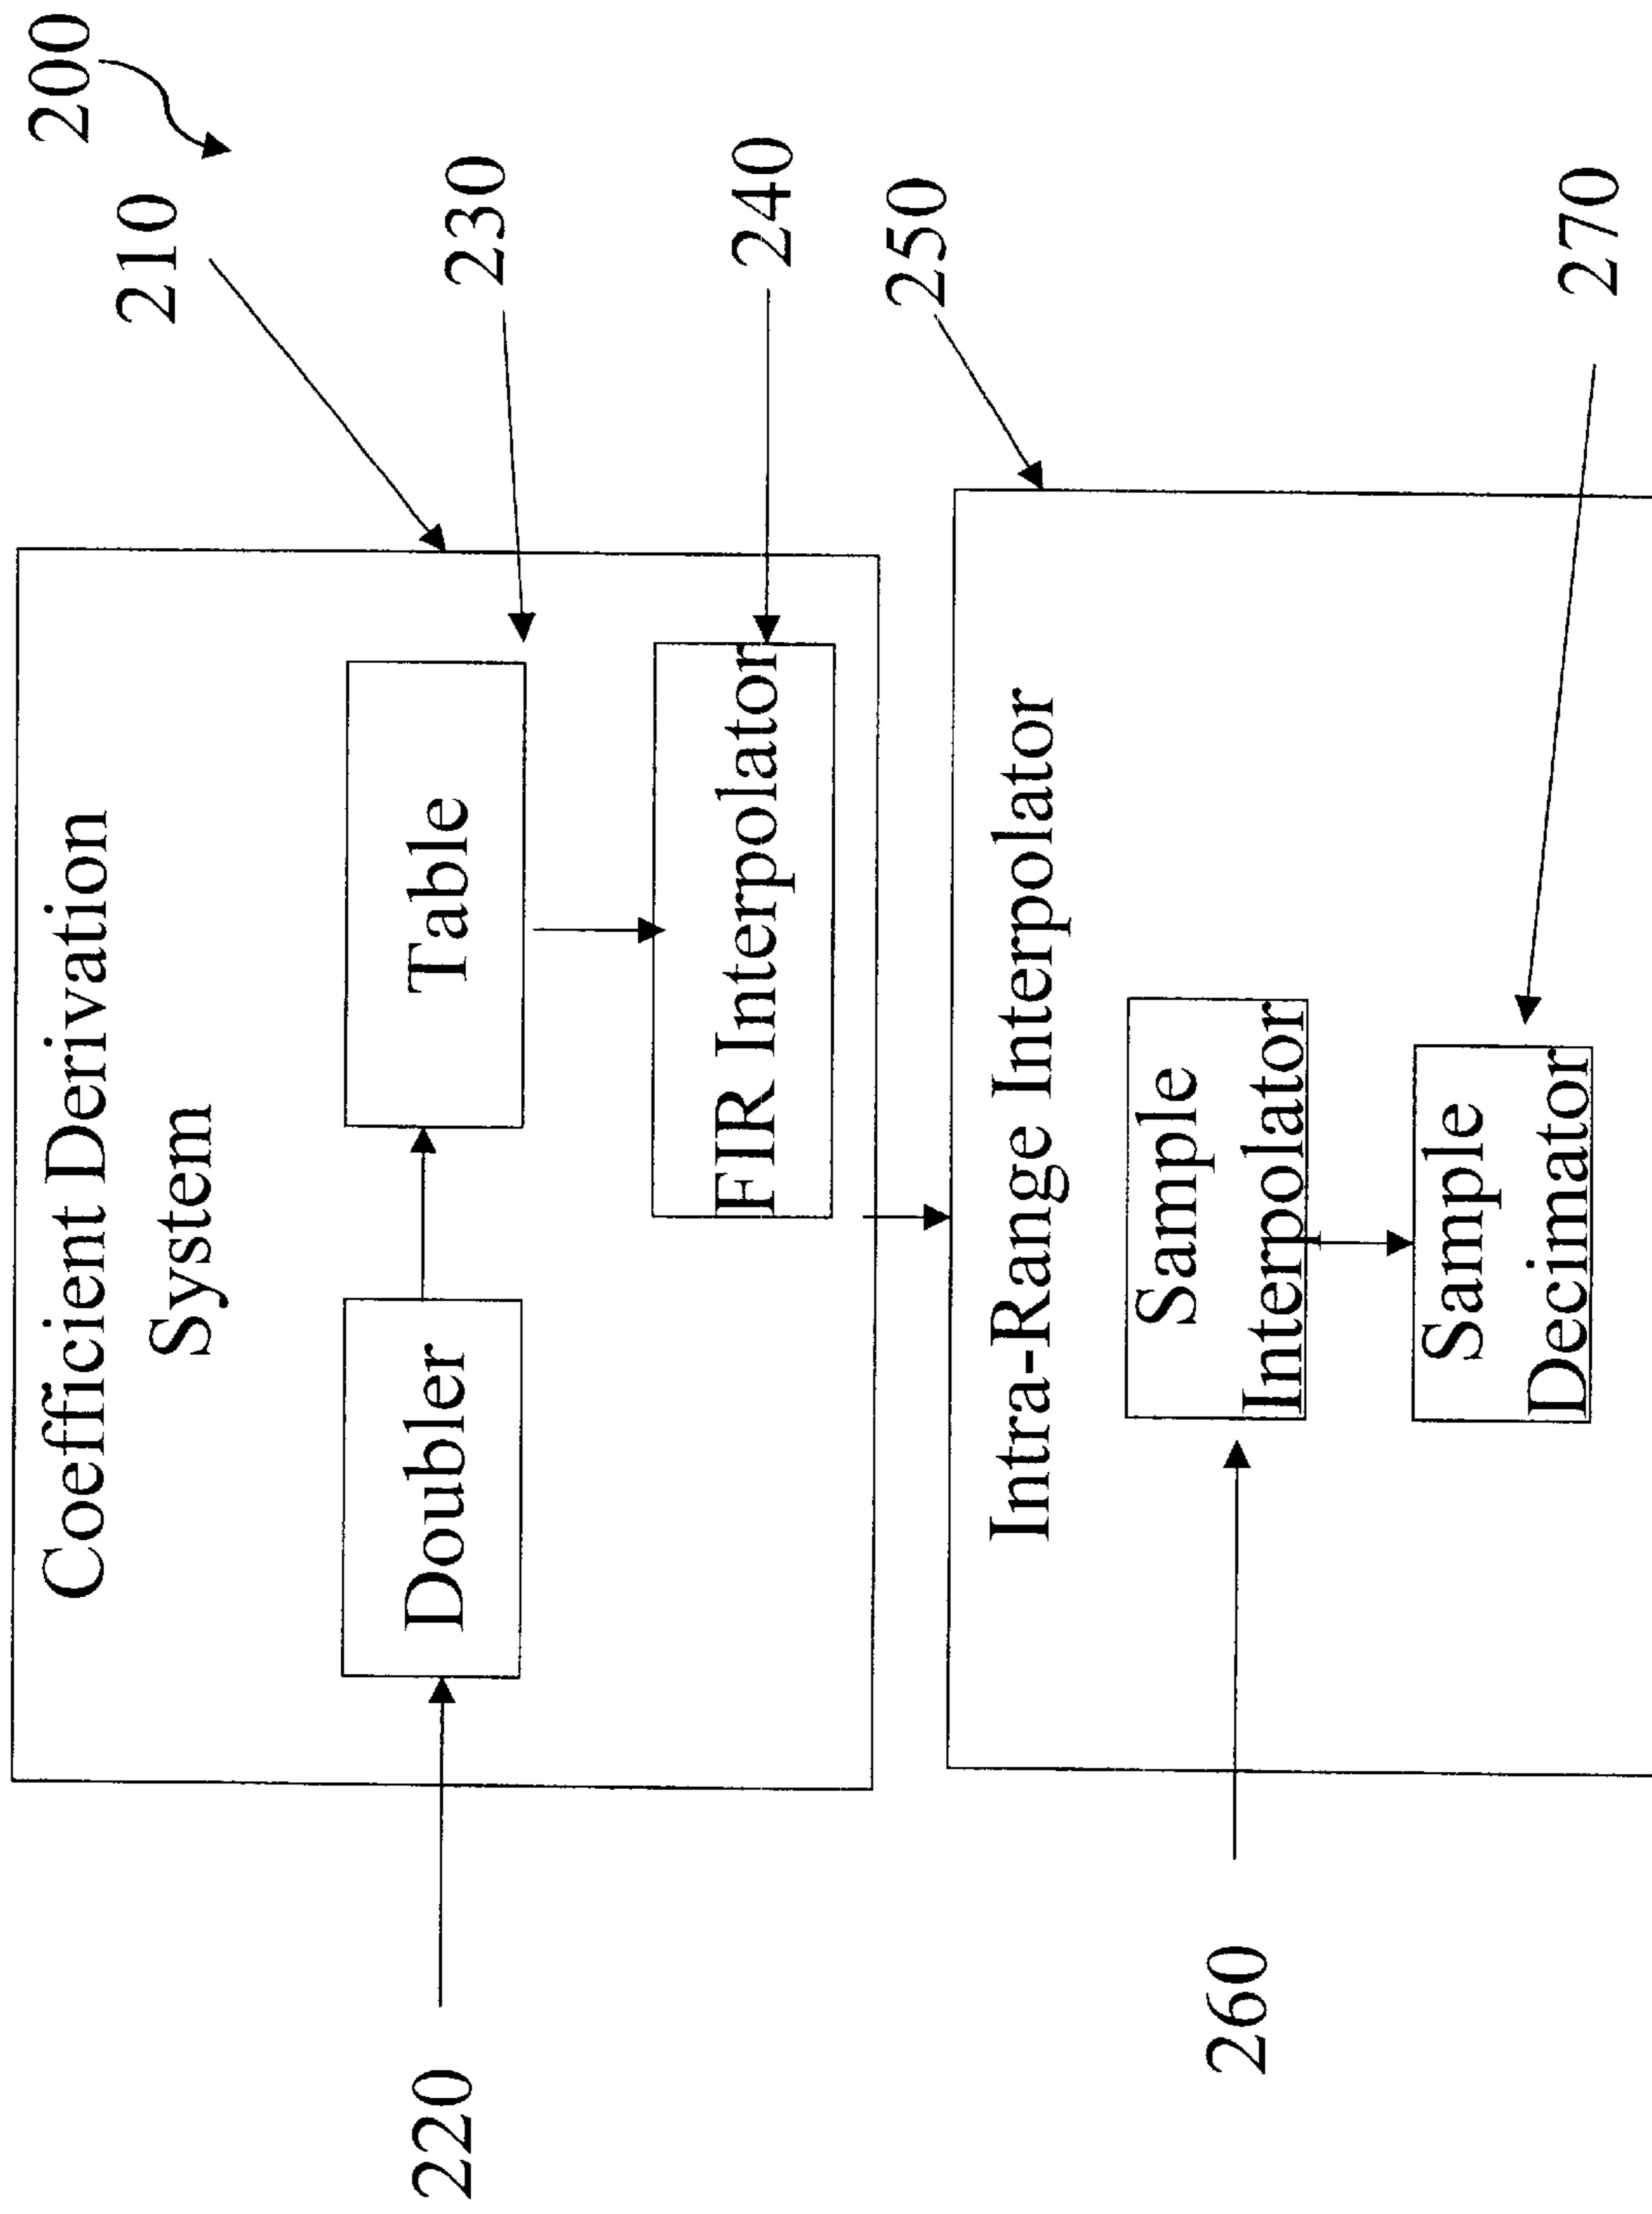 200
210
Coefficient Derivation
System
220
Doubler
Table
230
FIR Interpolator
240
250
Intra-Range Interpolator
260
Sample
Interpolator
Sample
Decimator
270